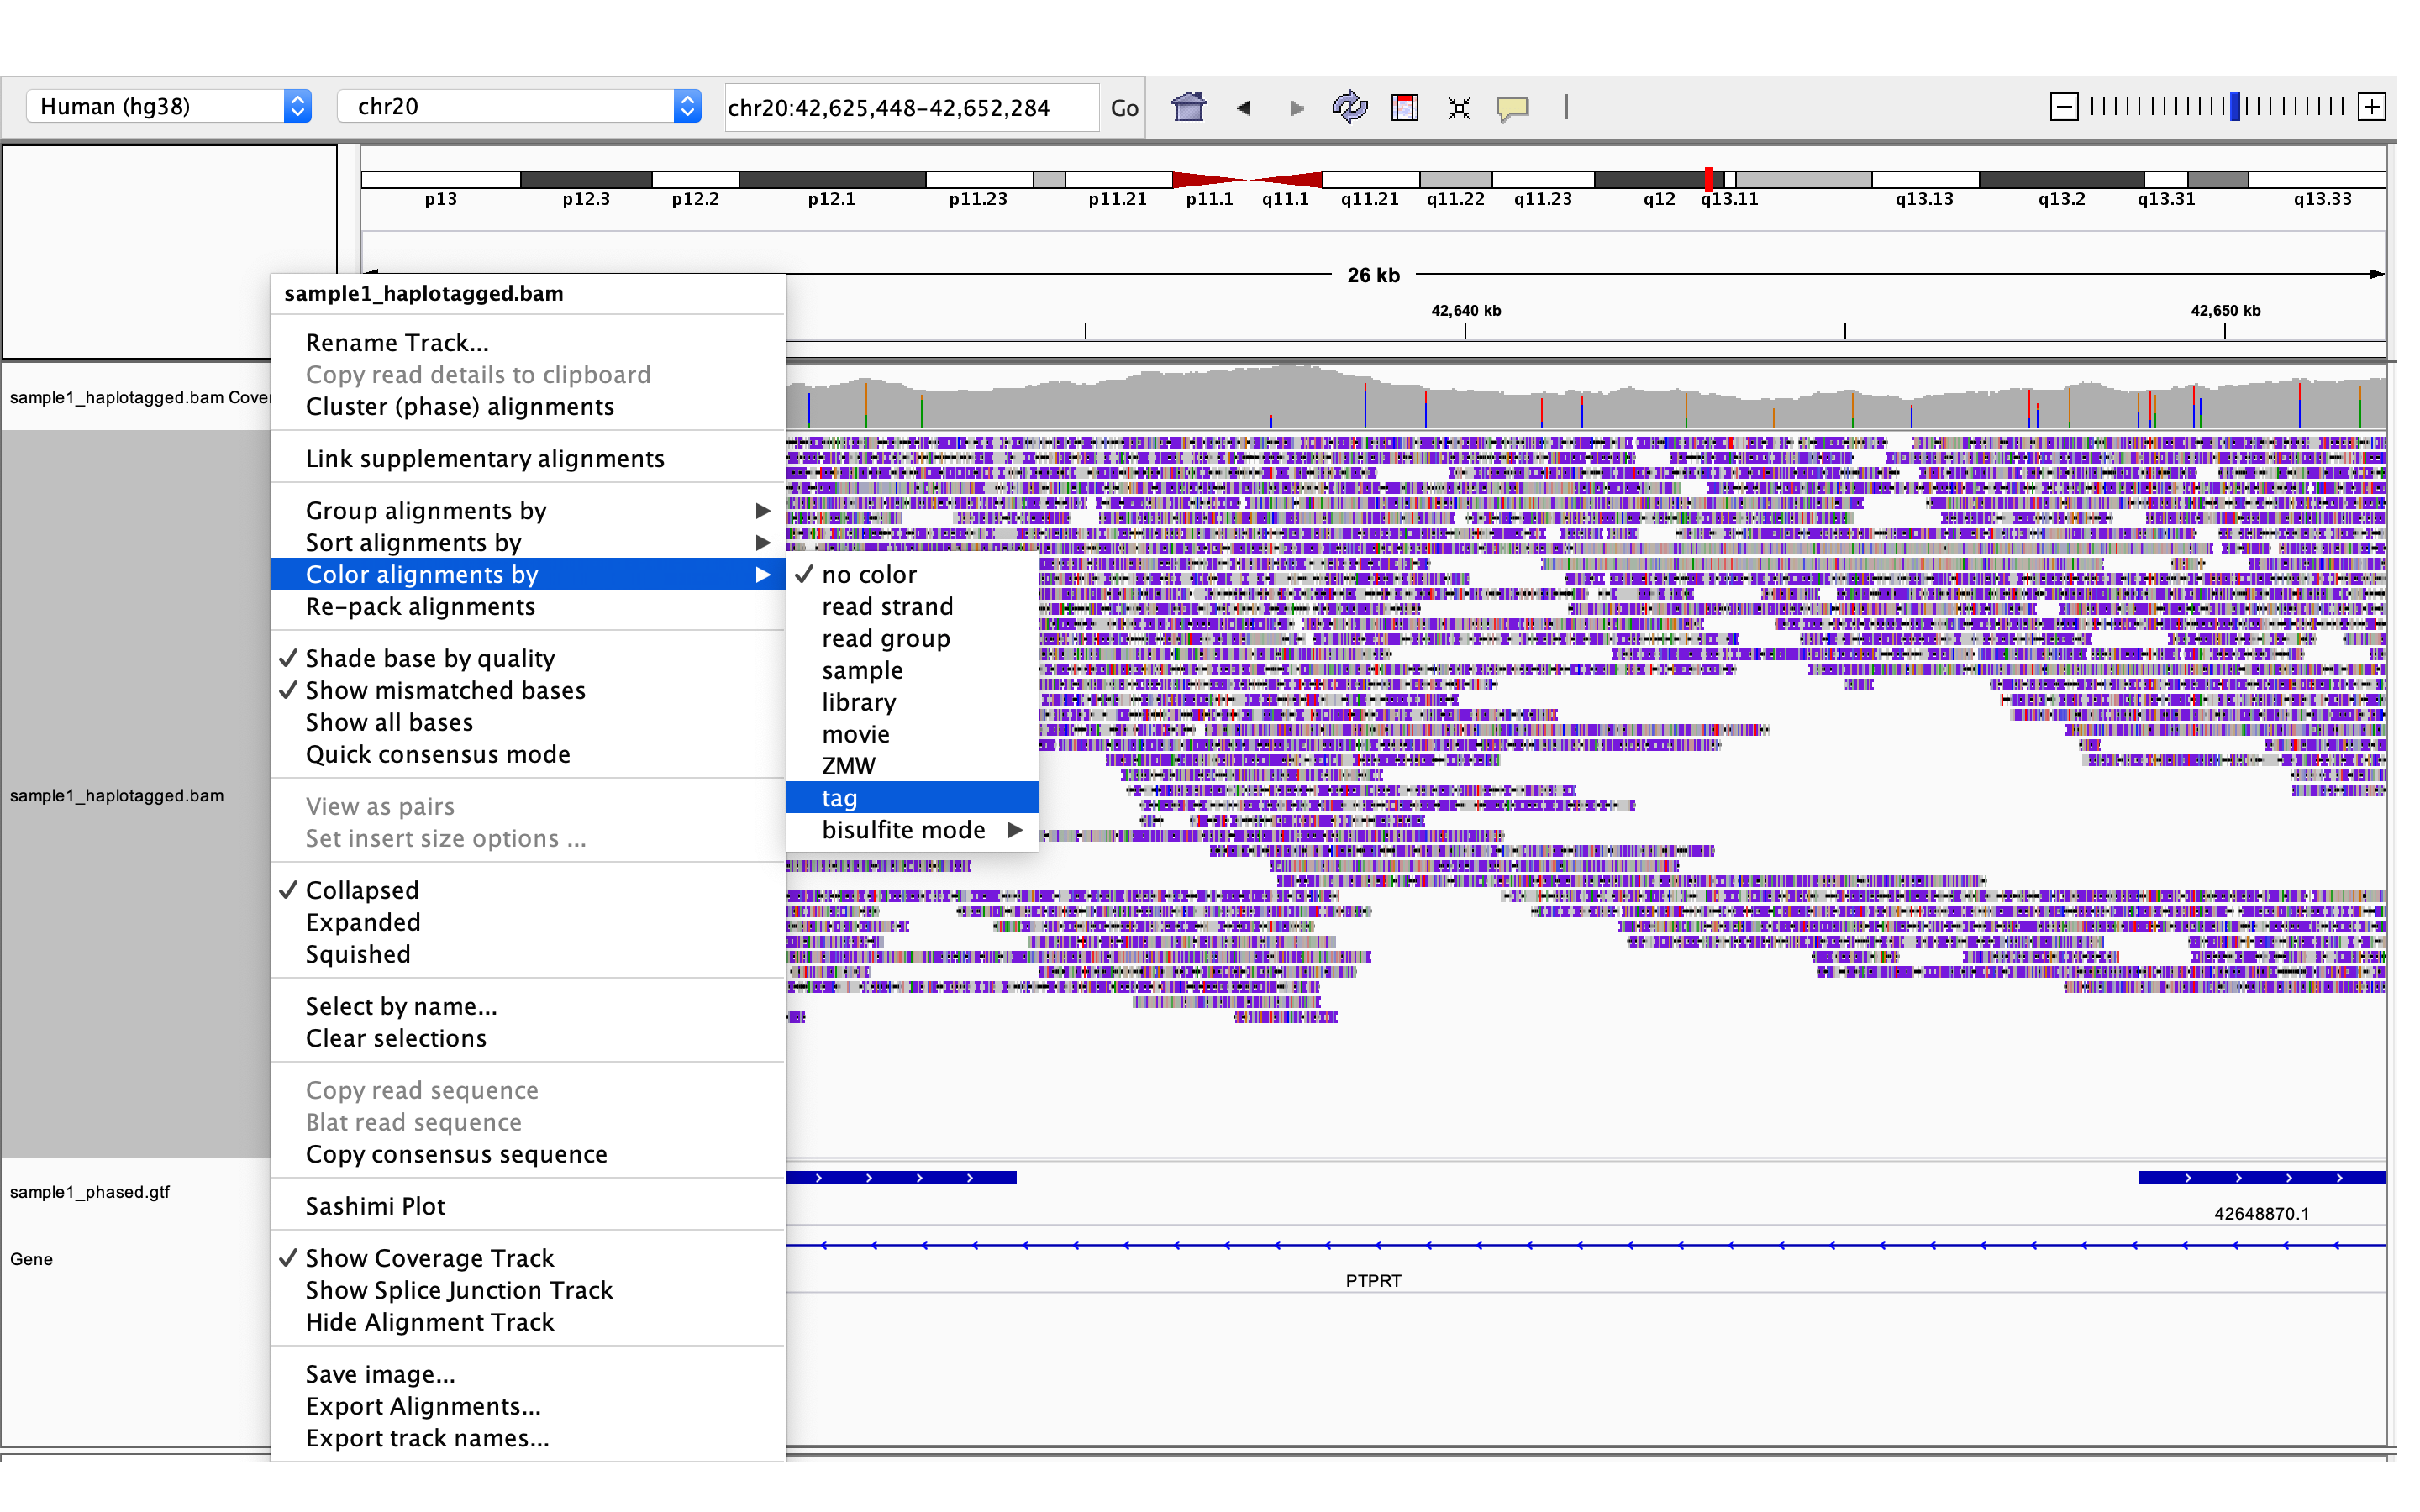 Human (hg38) chr20 chr20:42,625,448-42,652,284 Go
p13 p12.3 p12.2 p12.1 p11.23 p11.21 p11.1 q11.1 q11.21 q11.22 q11.23 q12 q13.11 q13.13 q13.2 q13.31 q13.33
26 kb
42,640 kb 42,650 kb
sample1_haplotagged.bam Cover
sample1_haplotagged.bam
sample1_phased.gtf
Gene
sample1_haplotagged.bam
Rename Track...
Copy read details to clipboard
Cluster (phase) alignments
Link supplementary alignments
Group alignments by
Sort alignments by
Color alignments by
Re-pack alignments
Shade base by quality
Show mismatched bases
Show all bases
Quick consensus mode
View as pairs
Set insert size options ...
Collapsed
Expanded
Squished
Select by name...
Clear selections
Copy read sequence
Blat read sequence
Copy consensus sequence
Sashimi Plot
Show Coverage Track
Show Splice Junction Track
Hide Alignment Track
Save image...
Export Alignments...
Export track names...
no color
read strand
read group
sample
library
movie
ZMW
tag
bisulfite mode
42648870.1
PTPRT